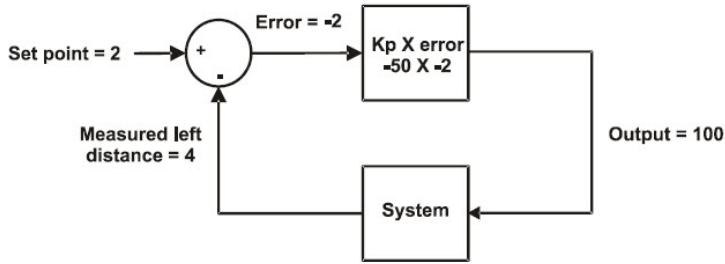 Error = -2
Set point = 2
+
-
Kp X error
-50 X -2
Measured left
distance = 4
Output = 100
System